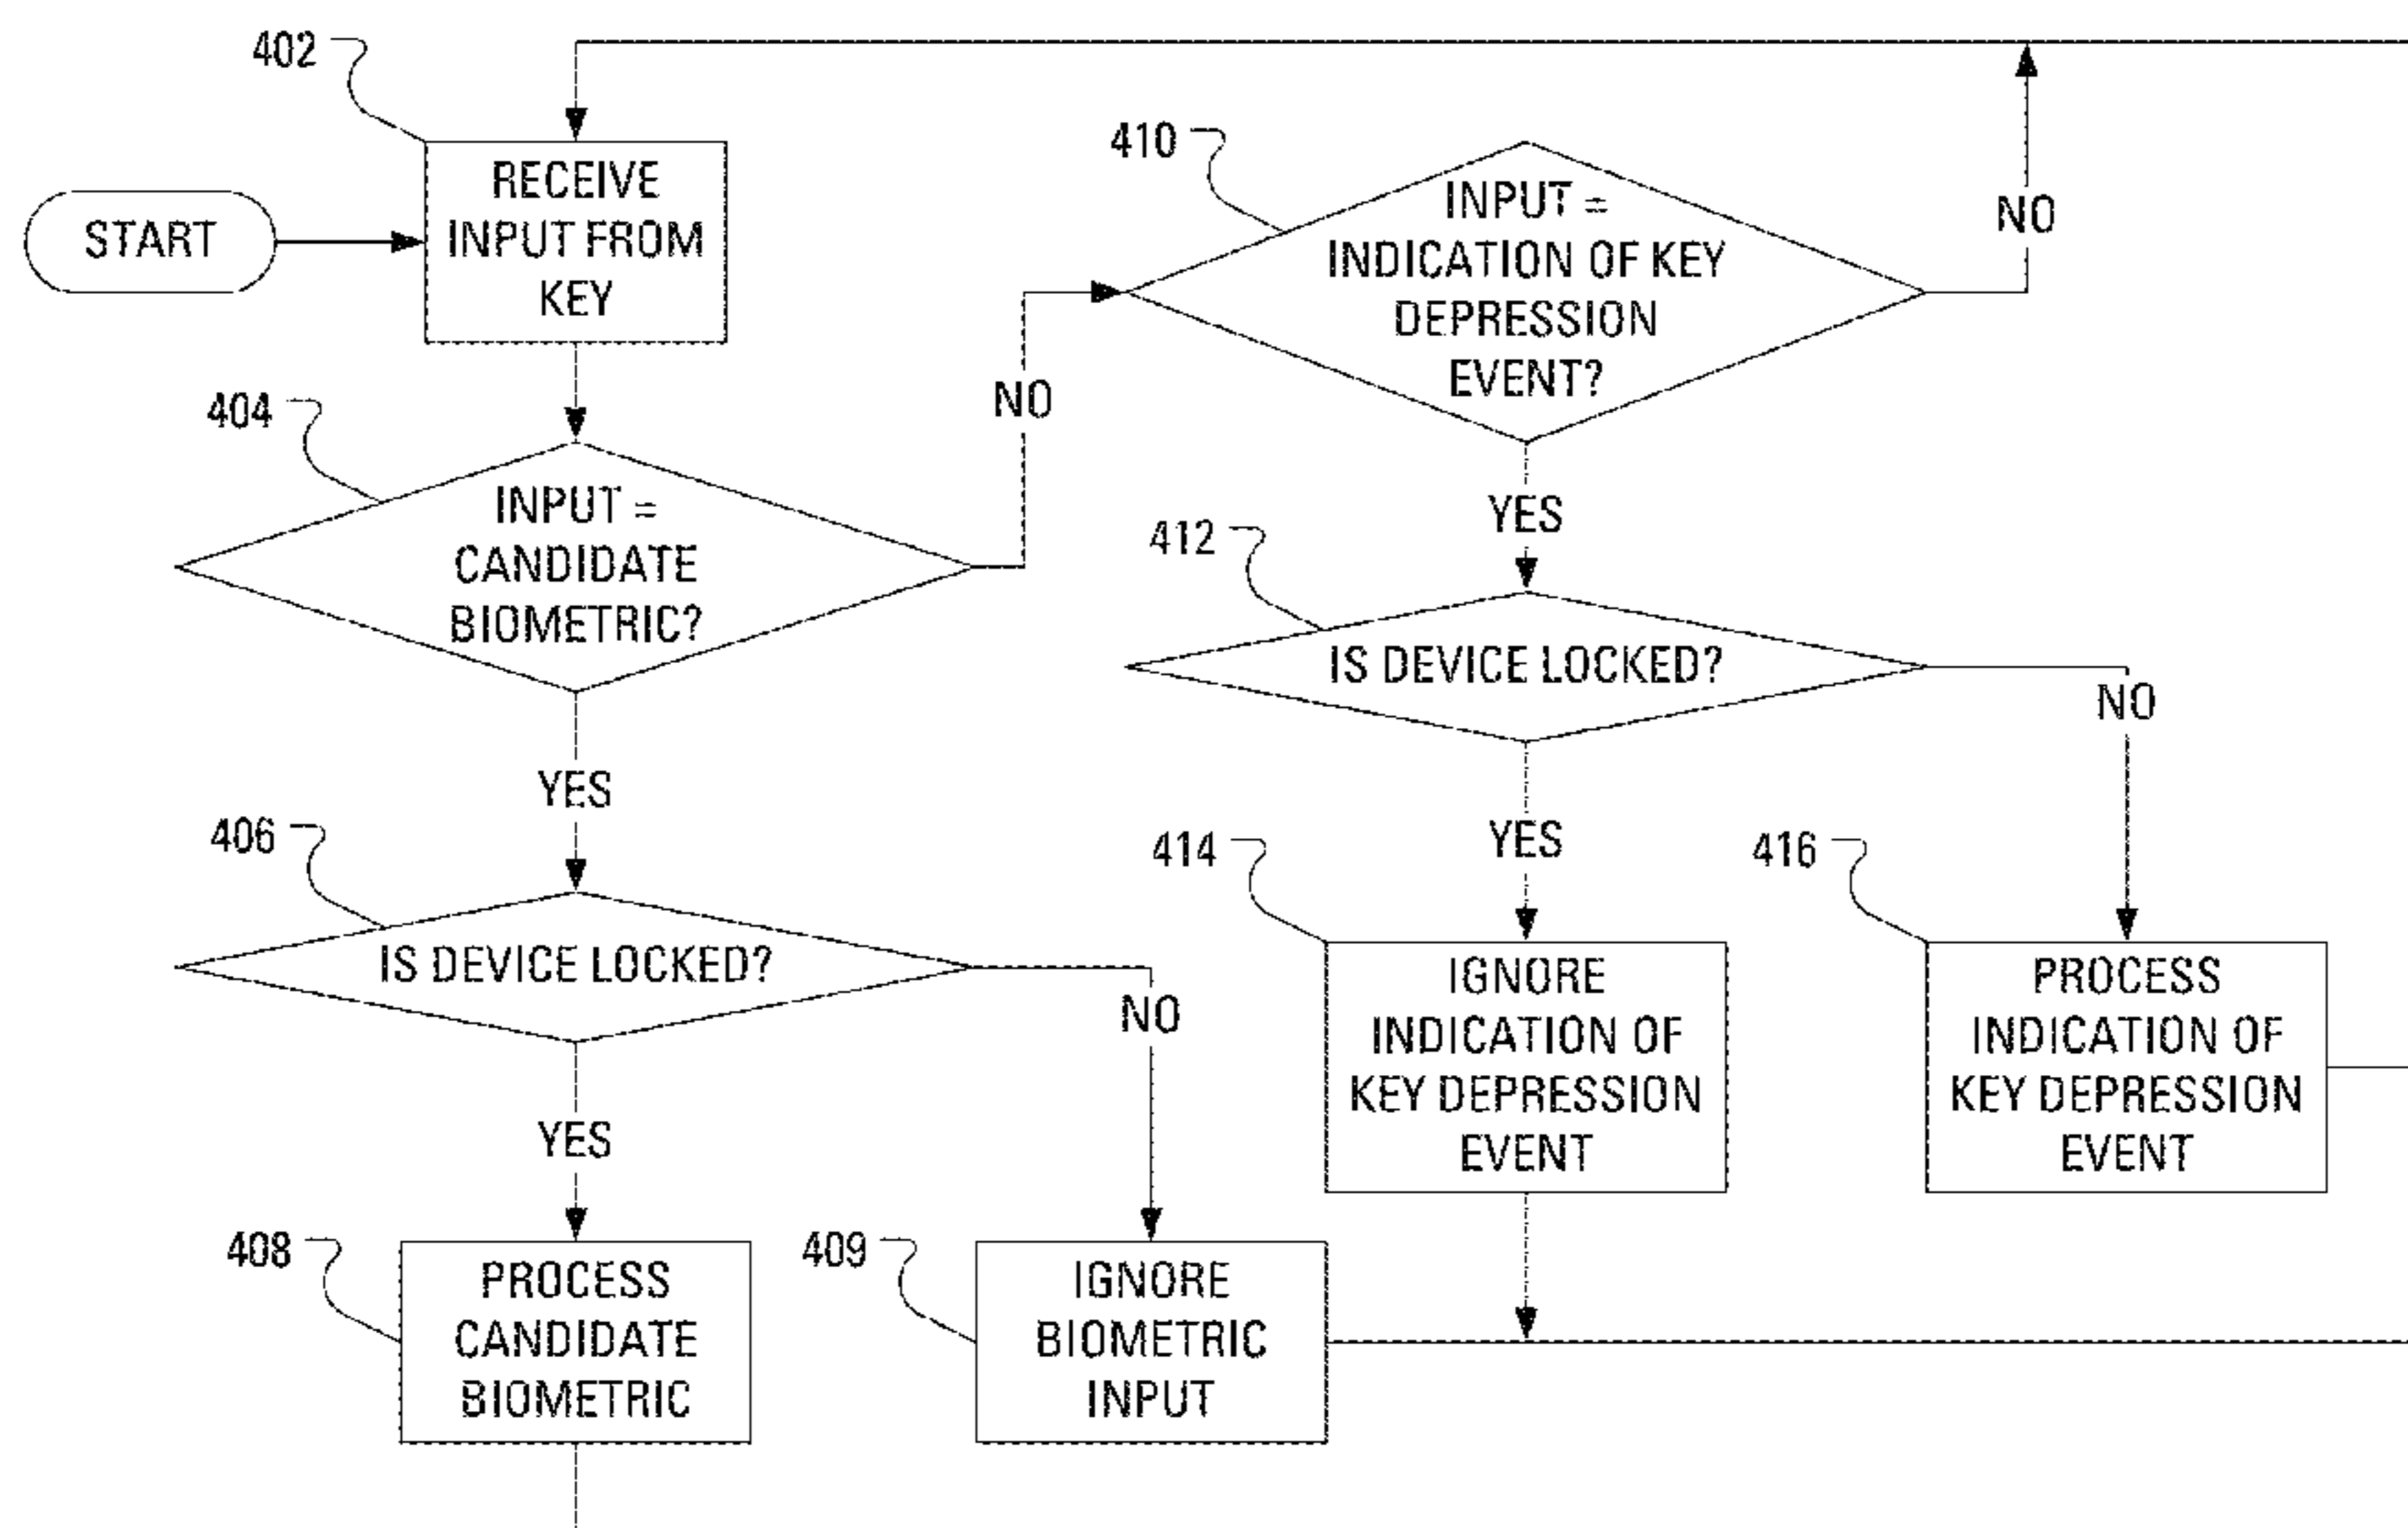 402
START
RECEIVE
INPUT FROM
KEY
404
INPUT =
CANDIDATE
BIOMETRIC?
NO
YES
406
IS DEVICE LOCKED?
NO
YES
408
PROCESS
CANDIDATE
BIOMETRIC
409
IGNORE
BIOMETRIC
INPUT
410
INPUT =
INDICATION OF KEY
DEPRESSION
EVENT?
NO
YES
412
IS DEVICE LOCKED?
NO
YES
414
IGNORE
INDICATION OF
KEY DEPRESSION
EVENT
416
PROCESS
INDICATION OF
KEY DEPRESSION
EVENT